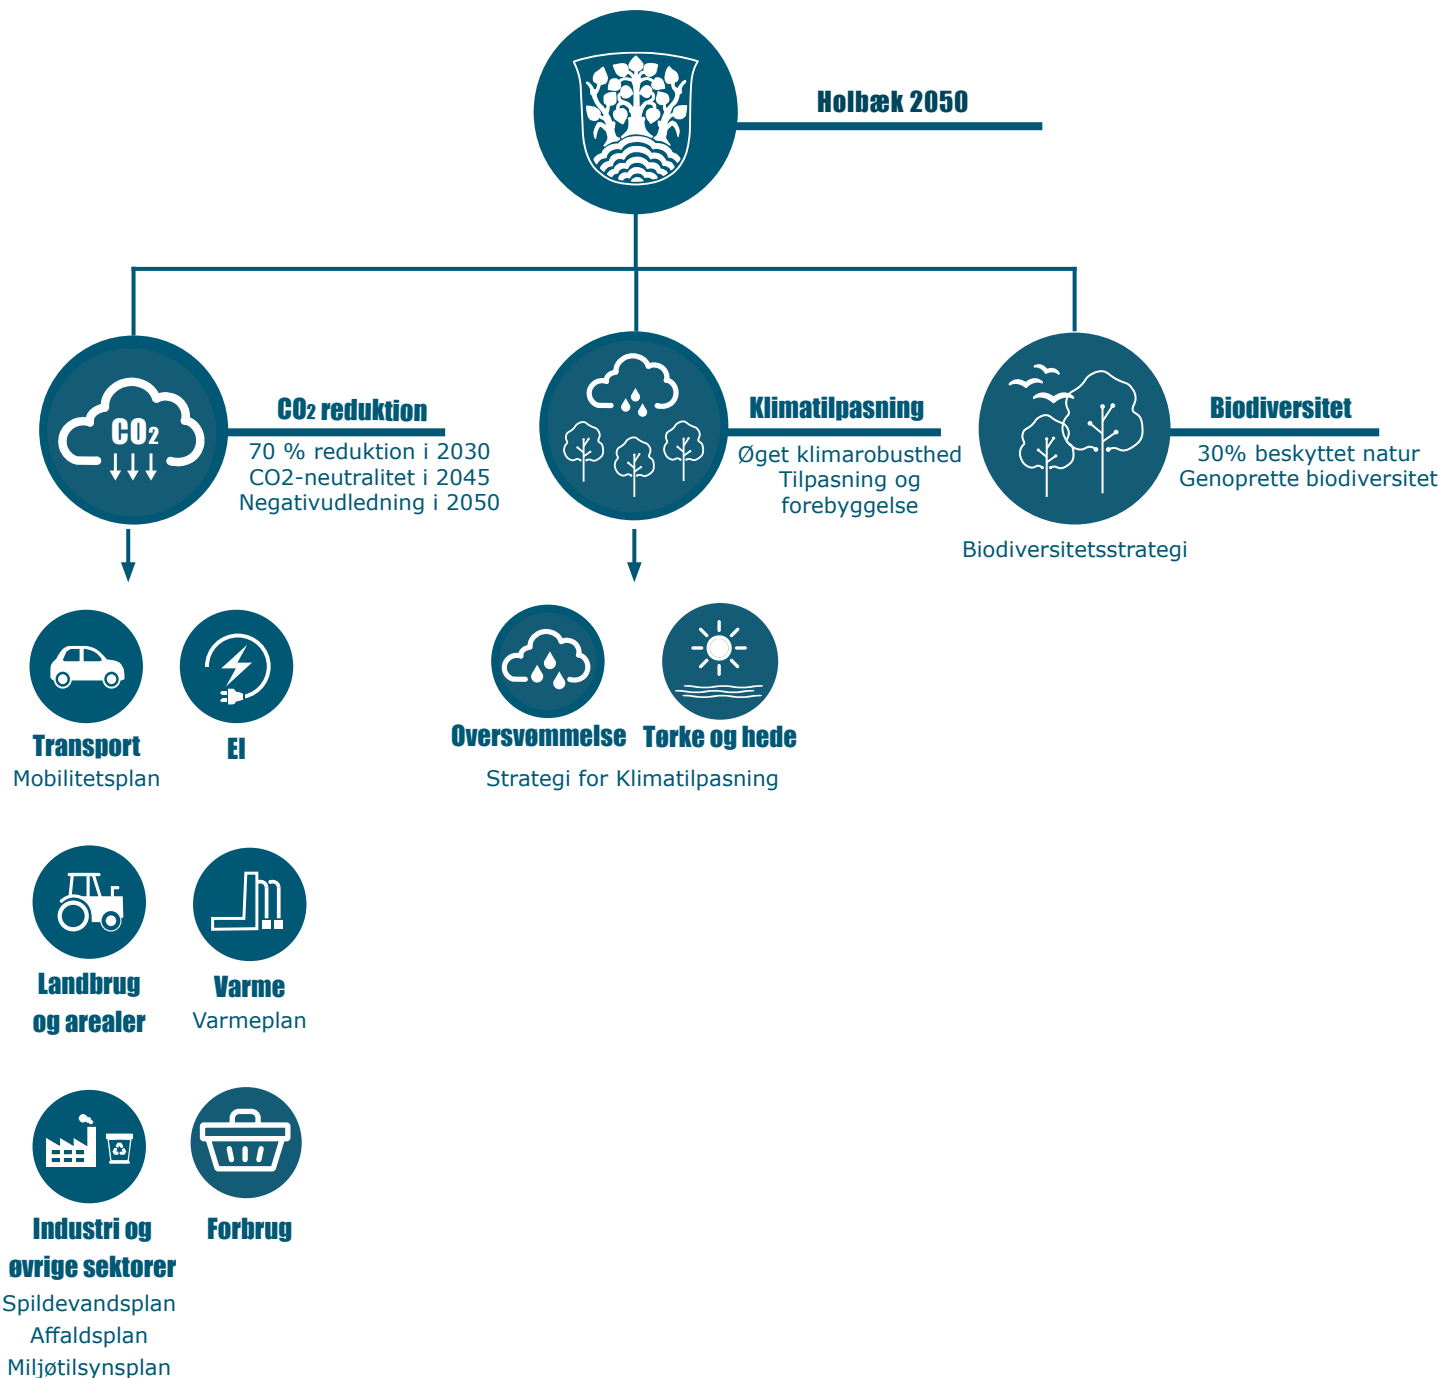 Holbæk 2050
CO2
CO2 reduktion
70 % reduktion i 2030
CO2-neutralitet i 2045
Negativudledning i 2050
Klimatilpasning
Øget klimarobusthed
Tilpasning og
forebyggelse
Biodiversitet
30% beskyttet natur
Genoprette biodiversitet
Biodiversitetsstrategi
Transport
Mobilitetsplan
El
Oversvømmelse
Tørke og hede
Strategi for Klimatilpasning
Landbrug
og arealer
Varme
Varmeplan
Industri og
øvrige sektorer
Spildevandsplan
Affaldsplan
Miljøtilsynsplan
Forbrug